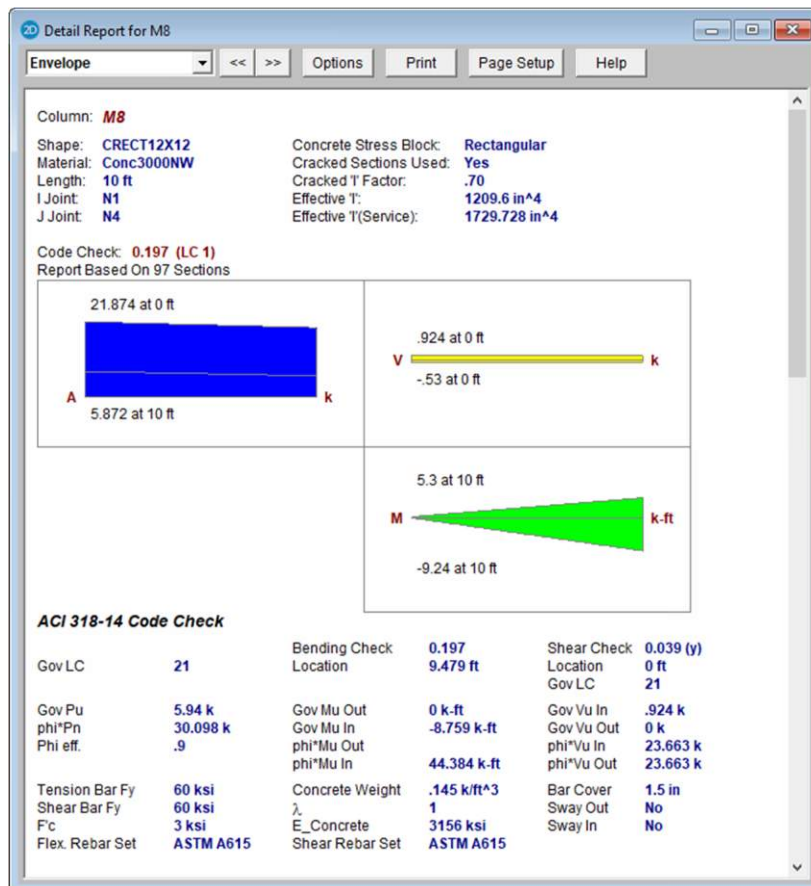 2D Detail Report for M8
Envelope << >> Options Print Page Setup Help
Column: M8
Shape: CRECT12X12 Concrete Stress Block: Rectangular
Material: Conc3000NW Cracked Sections Used: Yes
Length: 10 ft Cracked 'I' Factor: .70
I Joint: N1 Effective 'I': 1209.6 in^4
J Joint: N4 Effective 'I'(Service): 1729.728 in^4
Code Check: 0.197 (LC 1)
Report Based On 97 Sections
21.874 at 0 ft
A k
5.872 at 10 ft
.924 at 0 ft
V k
-.53 at 0 ft
5.3 at 10 ft
M k-ft
-9.24 at 10 ft
ACI 318-14 Code Check
Bending Check 0.197 Shear Check 0.039 (y)
Gov LC 21 Location 9.479 ft Location 0 ft
Gov LC 21
Gov Pu 5.94 k Gov Mu Out 0 k-ft Gov Vu In .924 k
phi*Pn 30.098 k Gov Mu In -8.759 k-ft Gov Vu Out 0 k
Phi eff. .9 phi*Mu Out phi*Vu In 23.663 k
phi*Mu In 44.384 k-ft phi*Vu Out 23.663 k
Tension Bar Fy 60 ksi Concrete Weight .145 k/ft^3 Bar Cover 1.5 in
Shear Bar Fy 60 ksi λ 1 Sway Out No
F'c 3 ksi E_Concrete 3156 ksi Sway In No
Flex. Rebar Set ASTM A615 Shear Rebar Set ASTM A615